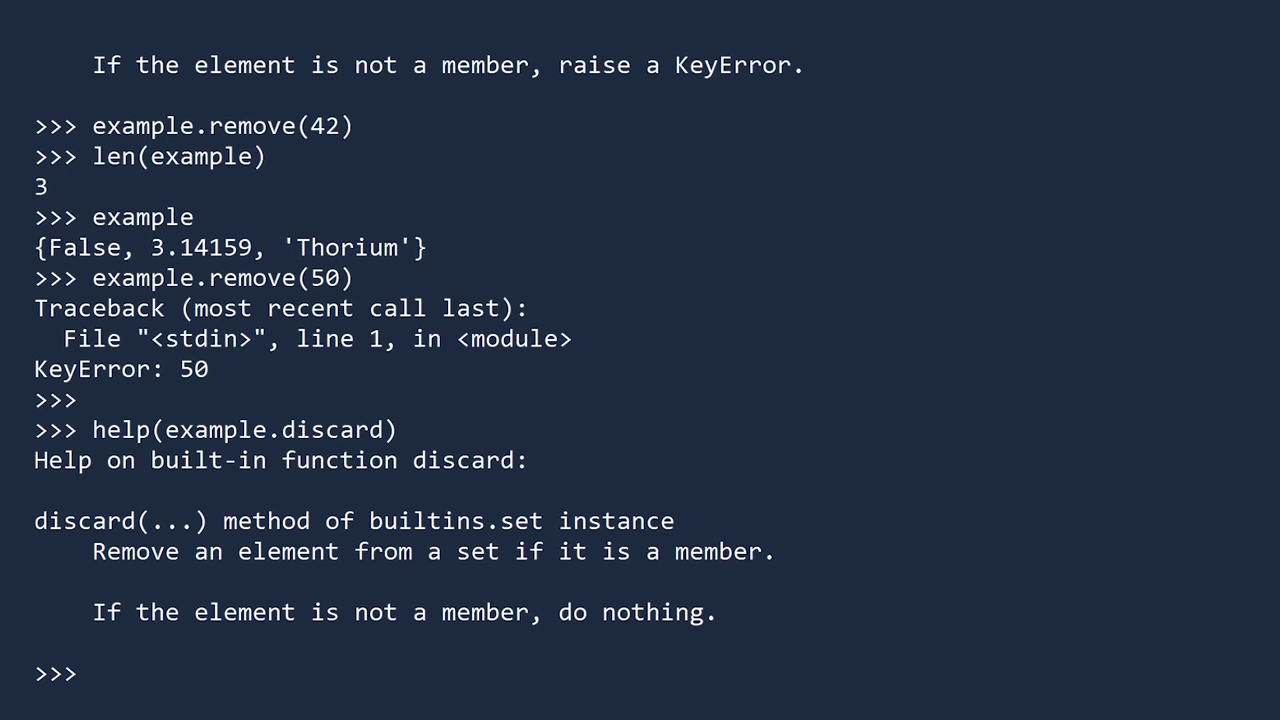 If the element is not a member, raise a KeyError.
>>> example.remove(42)
>>> len(example)
3
>>> example
{False, 3.14159, 'Thorium'}
>>> example.remove(50)
Traceback (most recent call last):
  File "<stdin>", line 1, in <module>
KeyError: 50
>>>
>>> help(example.discard)
Help on built-in function discard:
discard(...) method of builtins.set instance
    Remove an element from a set if it is a member.
    If the element is not a member, do nothing.
>>>